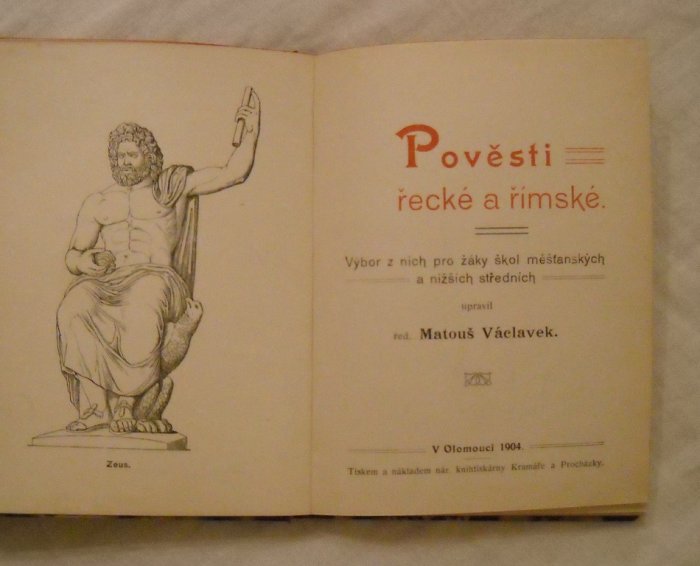 Zeus.
Pověsti
řecké a římské.
Výbor z nich pro žáky škol měšťanských
a nižších středních
upravil
řed. Matouš Václavek.
V Olomouci 1904.
Tiskem a nákladem nár. knihtiskárny Kramáře a Procházky.